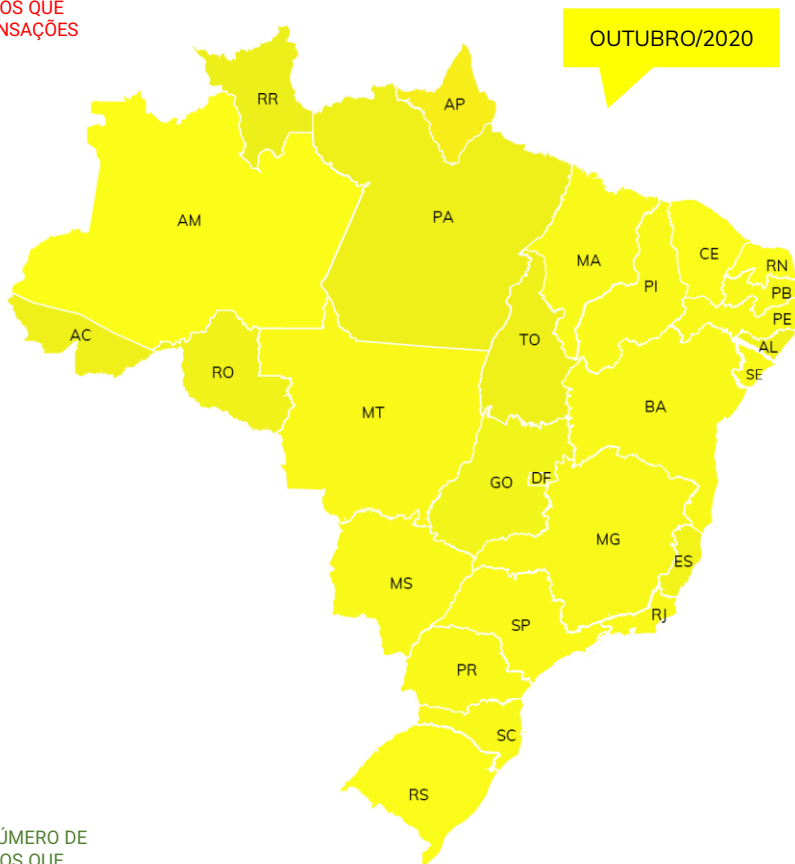 OS QUE
NSAÇÕES
OUTUBRO/2020
RR
AP
AM
PA
MA
CE
RN
PI
PB
PE
AC
TO
AL
RO
SE
MT
BA
GO
DF
MG
ES
MS
RJ
SP
PR
SC
RS
ÚMERO DE
OS QUE